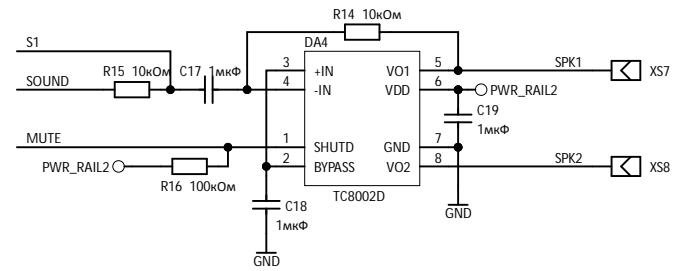 R14 10кОм
DA4
S1
R15 10кОм C17 1мкФ
SOUND
3 +IN VO1 5 SPK1 XS7
4 -IN VDD 6 PWR_RAIL2
C19
1мкФ
MUTE 1 SHUTD GND 7
PWR_RAIL2 2 BYPASS VO2 8 SPK2 XS8
R16 100кОм
TC8002D
C18
1мкФ
GND
GND